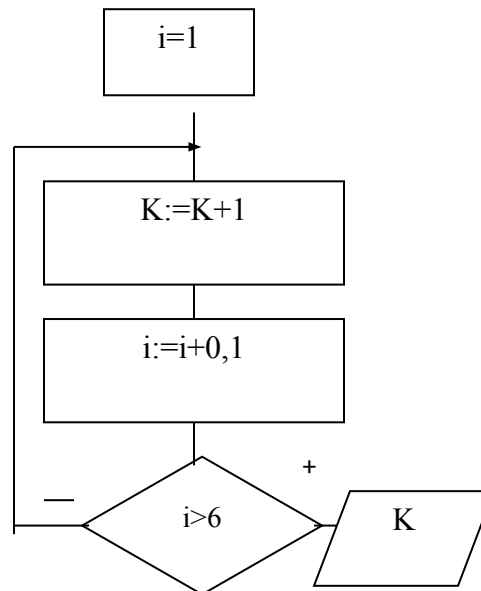 i=1
K:=K+1
i:=i+0,1
+
—
i>6
K